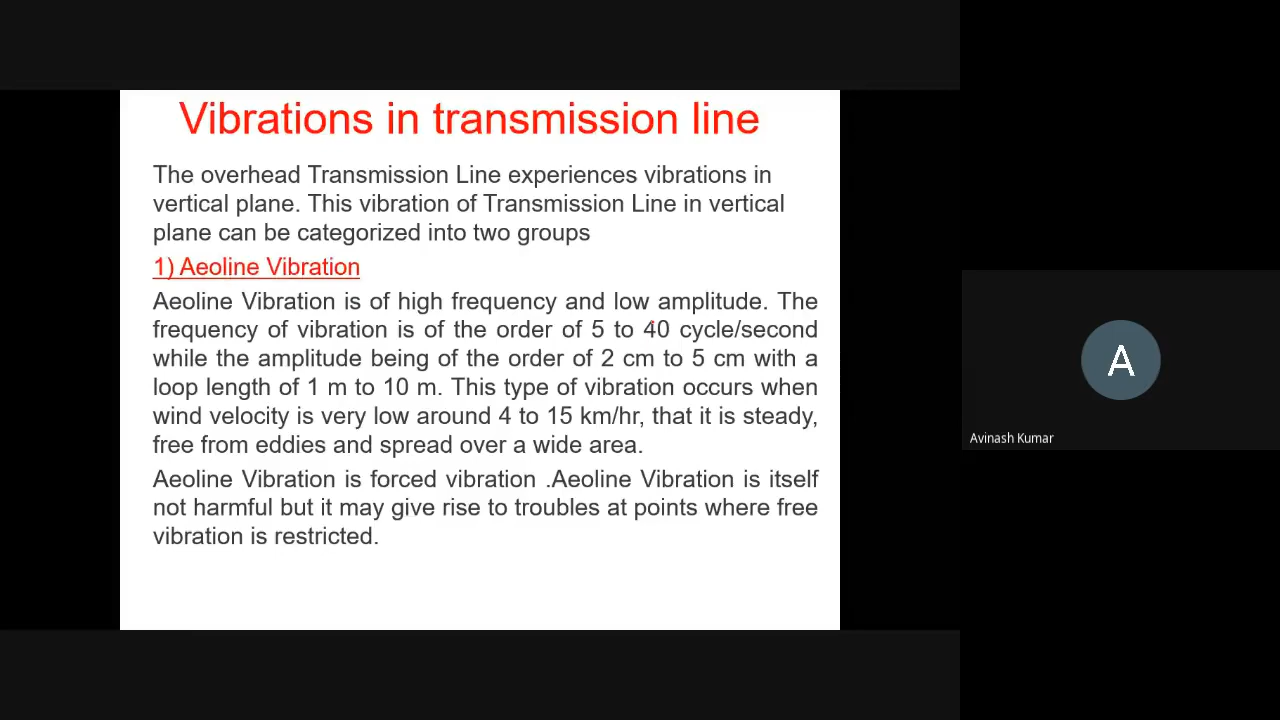 Vibrations in transmission line
The overhead Transmission Line experiences vibrations in
vertical plane. This vibration of Transmission Line in vertical
plane can be categorized into two groups
1) Aeoline Vibration
Aeoline Vibration is of high frequency and low amplitude. The
frequency of vibration is of the order of 5 to 40 cycle/second
while the amplitude being of the order of 2 cm to 5 cm with a
loop length of 1 m to 10 m. This type of vibration occurs when
wind velocity is very low around 4 to 15 km/hr, that it is steady,
free from eddies and spread over a wide area.
Aeoline Vibration is forced vibration .Aeoline Vibration is itself
not harmful but it may give rise to troubles at points where free
vibration is restricted.
A
Avinash Kumar